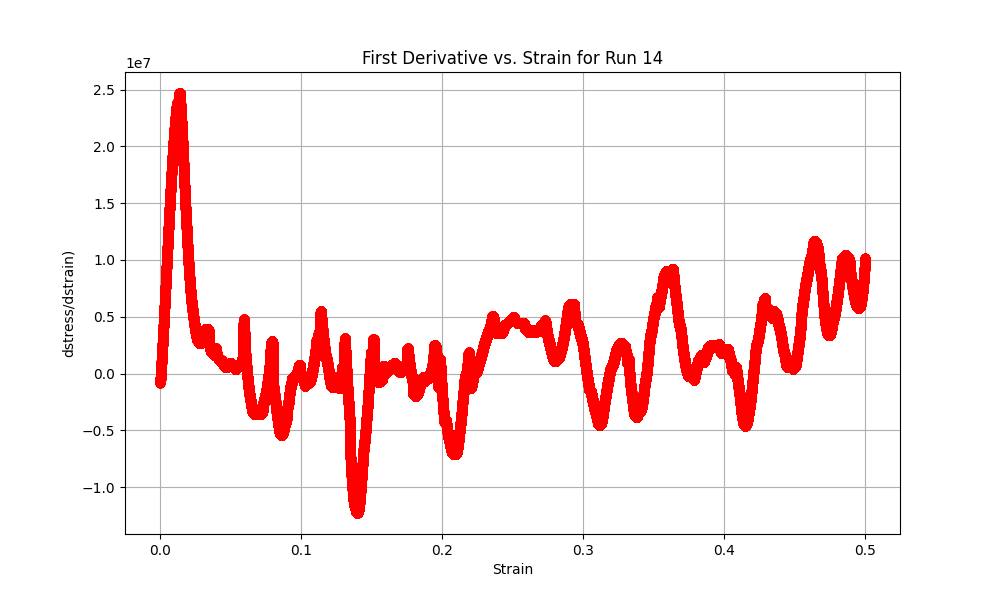 First Derivative vs. Strain for Run 14
1e7
2.5
2.0
1.5
1.0
0.5
0.0
−0.5
−1.0
dstress/dstrain)
0.0 0.1 0.2 0.3 0.4 0.5
Strain